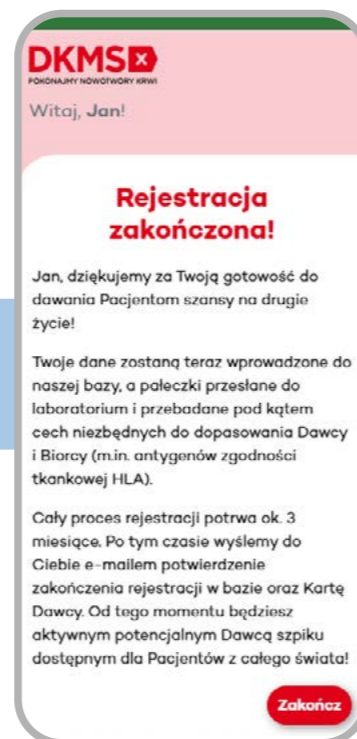 DKMS
POKONAJMY NOWOTWORY KRWI
Witaj, Jan!
Rejestracja
zakończona!
Jan, dziękujemy za Twoją gotowość do
dawania Pacjentom szansy na drugie
życie!
Twoje dane zostaną teraz wprowadzone do
naszej bazy, a pałeczki przesłane do
laboratorium i przebadane pod kątem
cech niezbędnych do dopasowania Dawcy
i Biorcy (m.in. antygenów zgodności
tkankowej HLA).
Cały proces rejestracji potrwa ok. 3
miesiące. Po tym czasie wyślemy do
Ciebie e-mailem potwierdzenie
zakończenia rejestracji w bazie oraz Kartę
Dawcy. Od tego momentu będziesz
aktywnym potencjalnym Dawcą szpiku
dostępnym dla Pacjentów z całego świata!
Zakończ